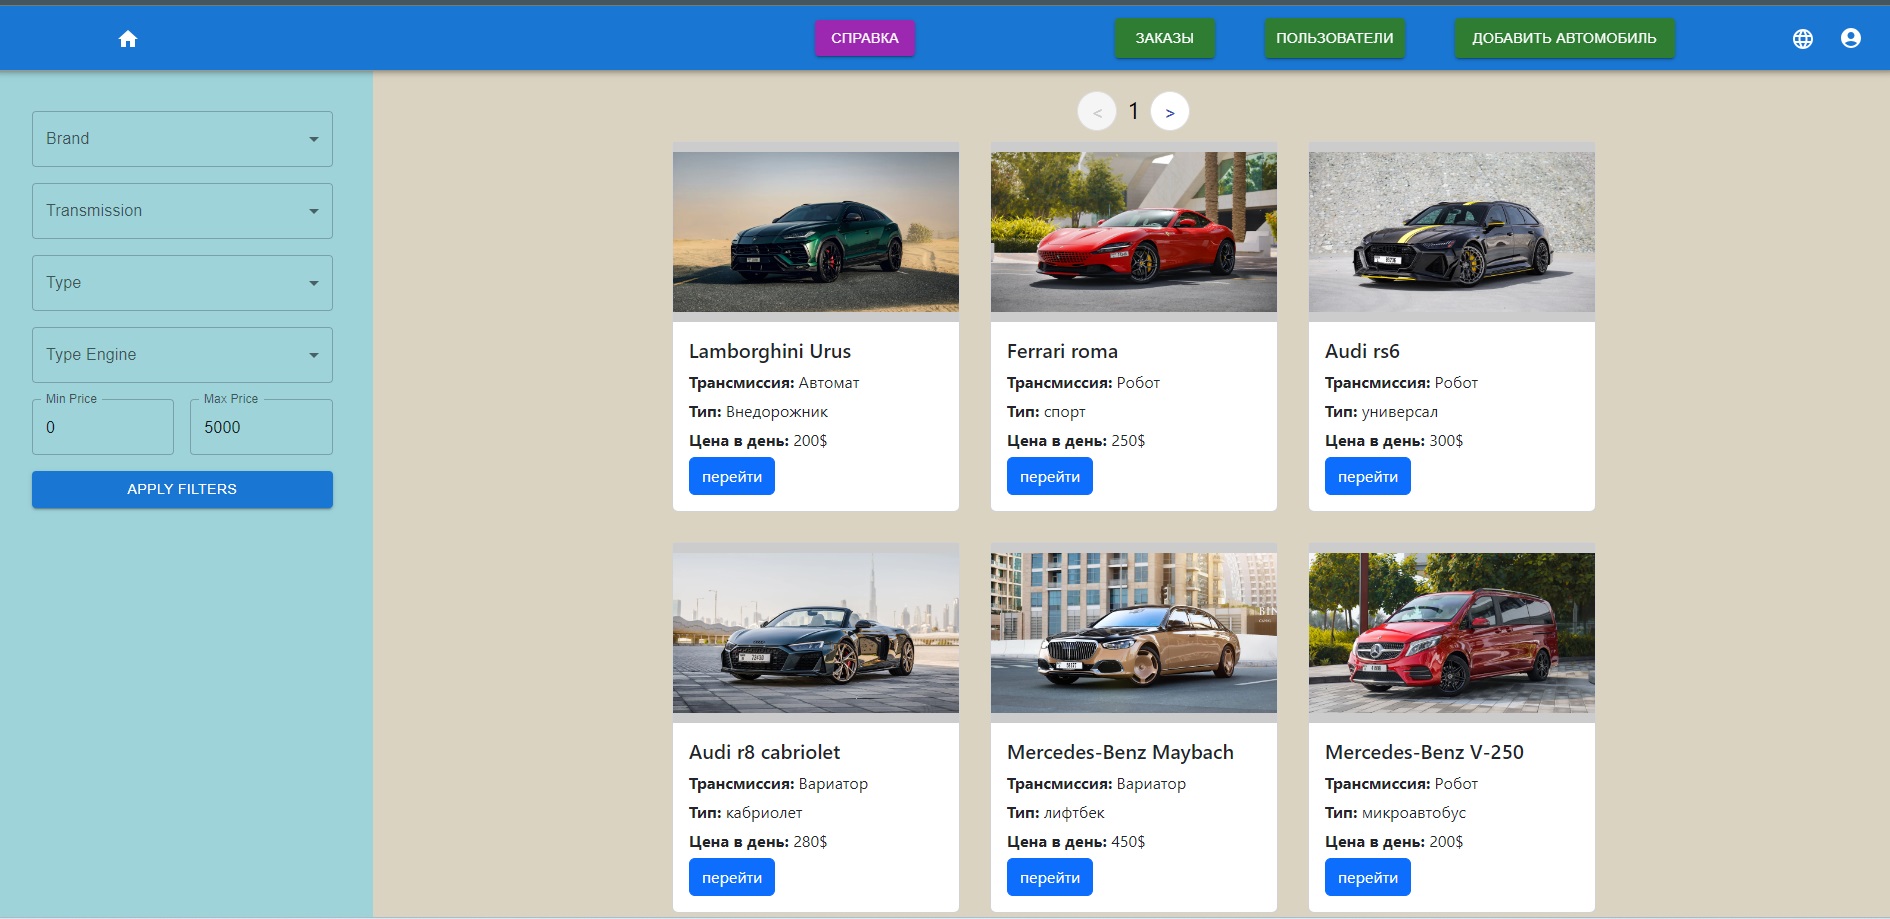 СПРАВКА
ЗАКАЗЫ
ПОЛЬЗОВАТЕЛИ
ДОБАВИТЬ АВТОМОБИЛЬ
Brand
Transmission
Type
Type Engine
Min Price
0
Max Price
5000
APPLY FILTERS
< 1 >
Lamborghini Urus
Трансмиссия: Автомат
Тип: Внедорожник
Цена в день: 200$
перейти
Ferrari roma
Трансмиссия: Робот
Тип: спорт
Цена в день: 250$
перейти
Audi rs6
Трансмиссия: Робот
Тип: универсал
Цена в день: 300$
перейти
Audi r8 cabriolet
Трансмиссия: Вариатор
Тип: кабриолет
Цена в день: 280$
перейти
Mercedes-Benz Maybach
Трансмиссия: Вариатор
Тип: лифтбек
Цена в день: 450$
перейти
Mercedes-Benz V-250
Трансмиссия: Робот
Тип: микроавтобус
Цена в день: 200$
перейти